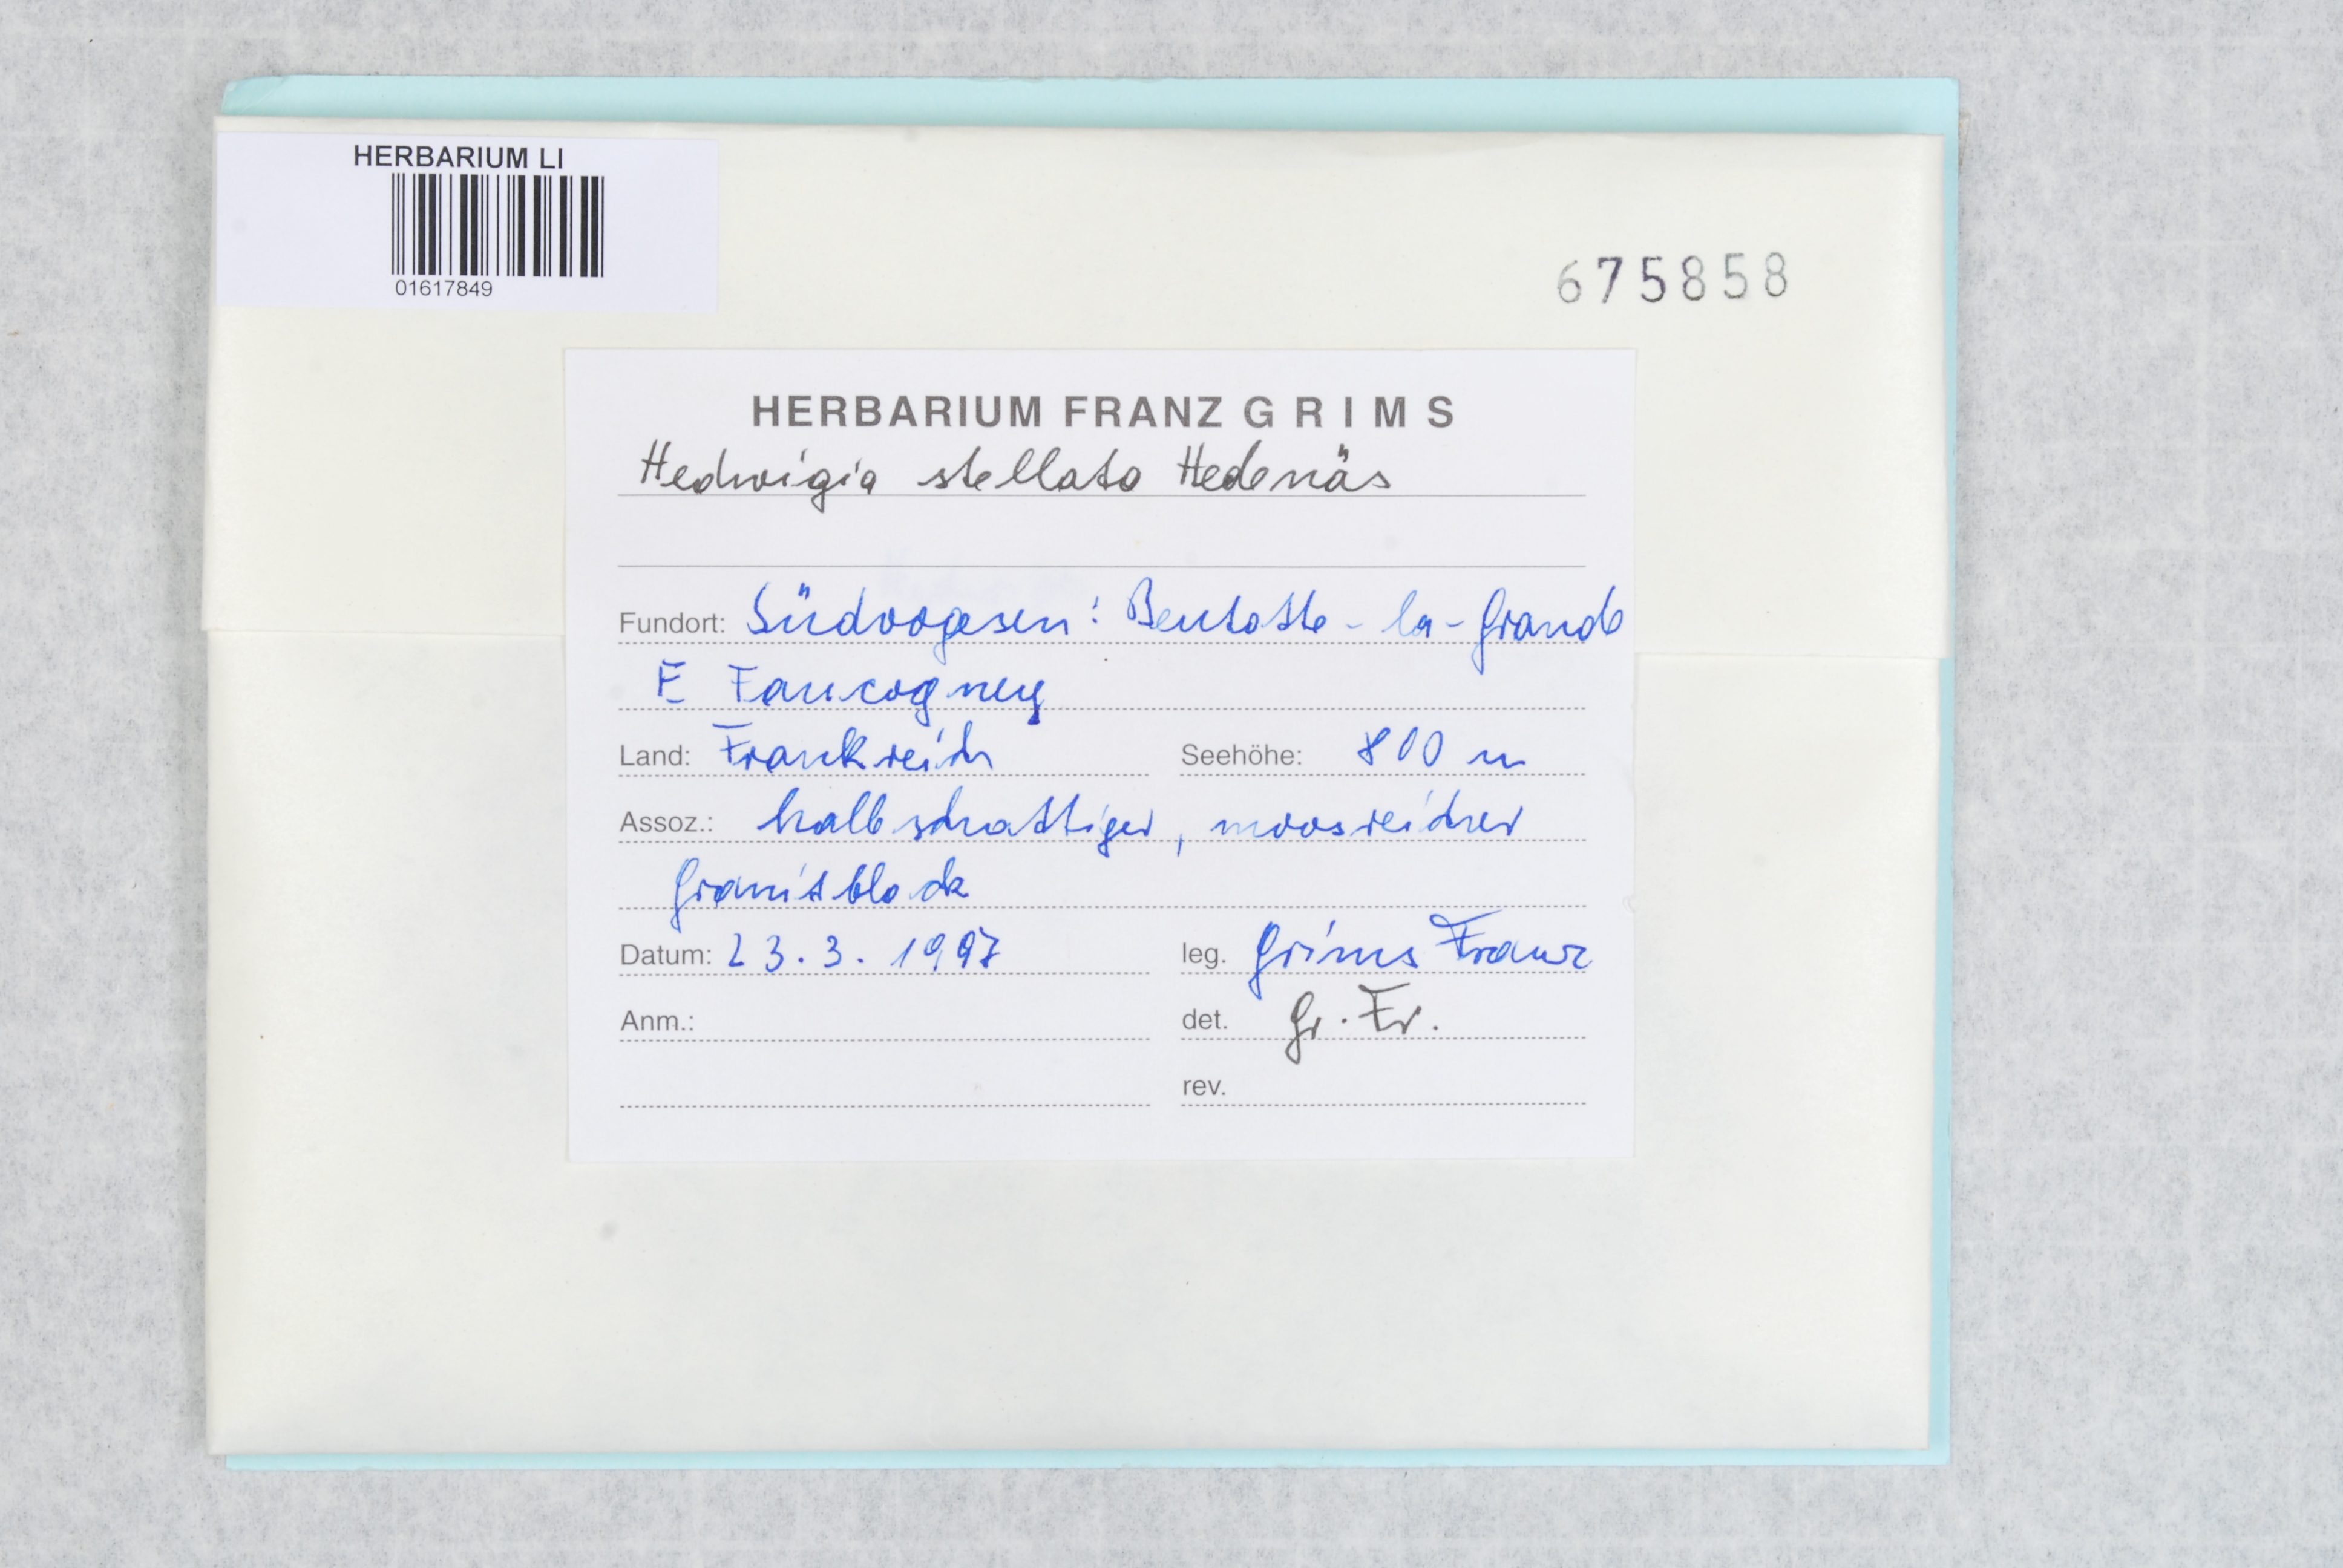 HERBARIUM LI
01617849
675858
HERBARIUM FRANZ GRIMS
Hedwigia stellata Hedenäs
Fundort: Südvogesen: Beulotte-la-Grande
E Faucogney
Land: Frankreich Seehöhe: 800 m
Assoz.: halbschattiger, moosreicher
Granitblock
Datum: 23.3.1997 leg. Grims Franz
Anm.: det. Gr. Fr.
rev.